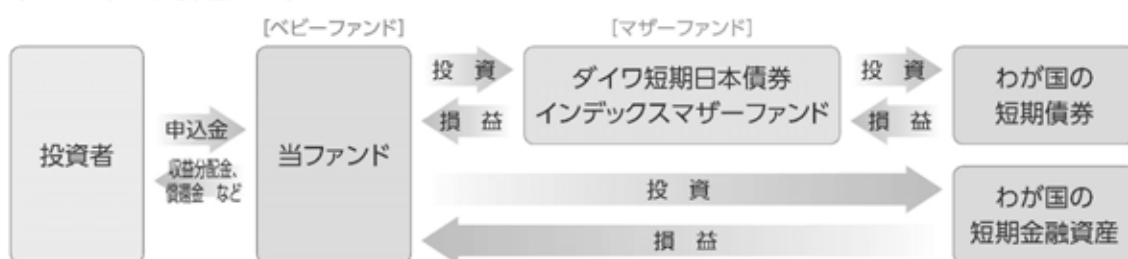 [ベビーファンド]
[マザーファンド]
投資者
申込金
収益分配金、
償還金 など
当ファンド
投 資
損 益
ダイワ短期日本債券
インデックスマザーファンド
投 資
損 益
わが国の
短期債券
投 資
損 益
わが国の
短期金融資産